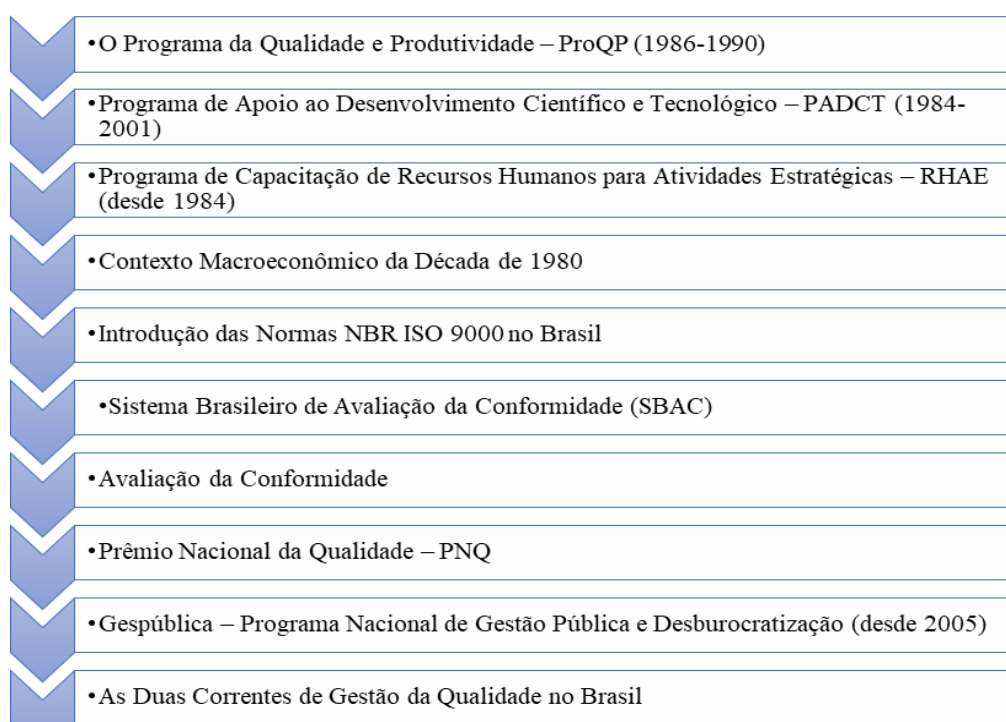 •O Programa da Qualidade e Produtividade – ProQP (1986-1990)
•Programa de Apoio ao Desenvolvimento Científico e Tecnológico – PADCT (1984-
2001)
•Programa de Capacitação de Recursos Humanos para Atividades Estratégicas – RHAE
(desde 1984)
•Contexto Macroeconômico da Década de 1980
•Introdução das Normas NBR ISO 9000 no Brasil
•Sistema Brasileiro de Avaliação da Conformidade (SBAC)
•Avaliação da Conformidade
•Prêmio Nacional da Qualidade – PNQ
•Gespública – Programa Nacional de Gestão Pública e Desburocratização (desde 2005)
•As Duas Correntes de Gestão da Qualidade no Brasil